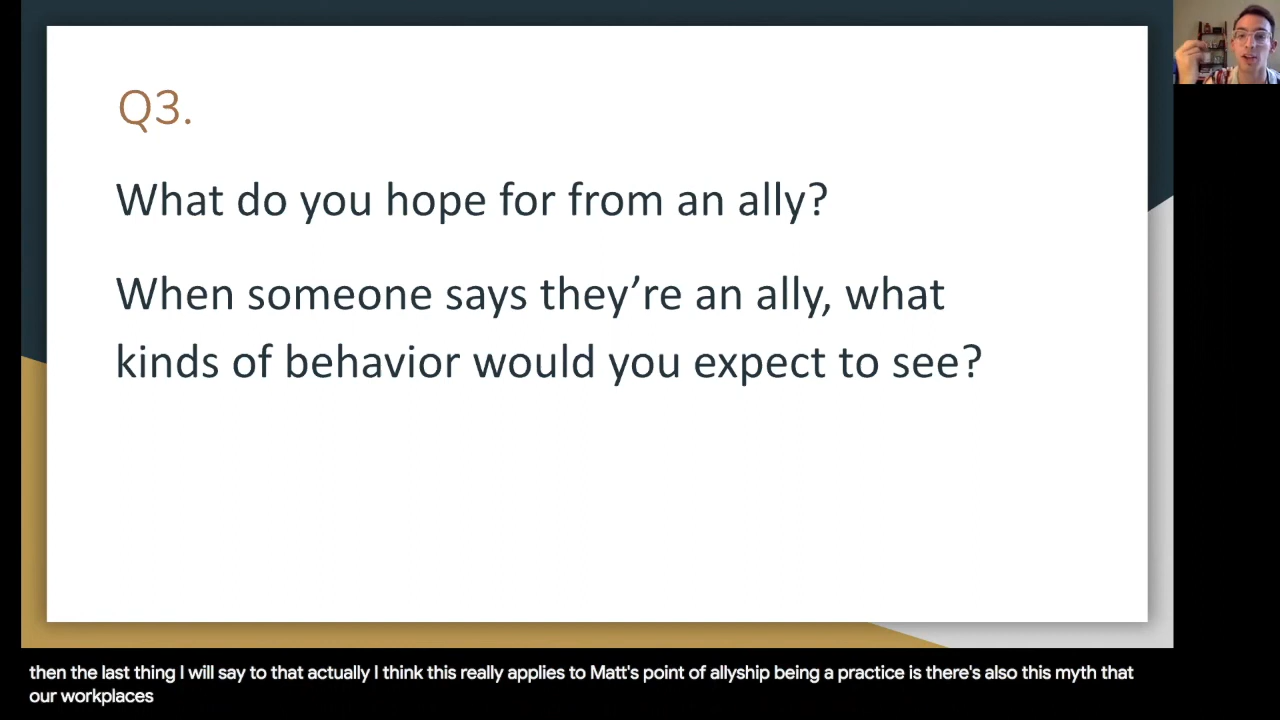 Q3.
What do you hope for from an ally?
When someone says they’re an ally, what
kinds of behavior would you expect to see?
then the last thing I will say to that actually I think this really applies to Matt's point of allyship being a practice is there's also this myth that
our workplaces